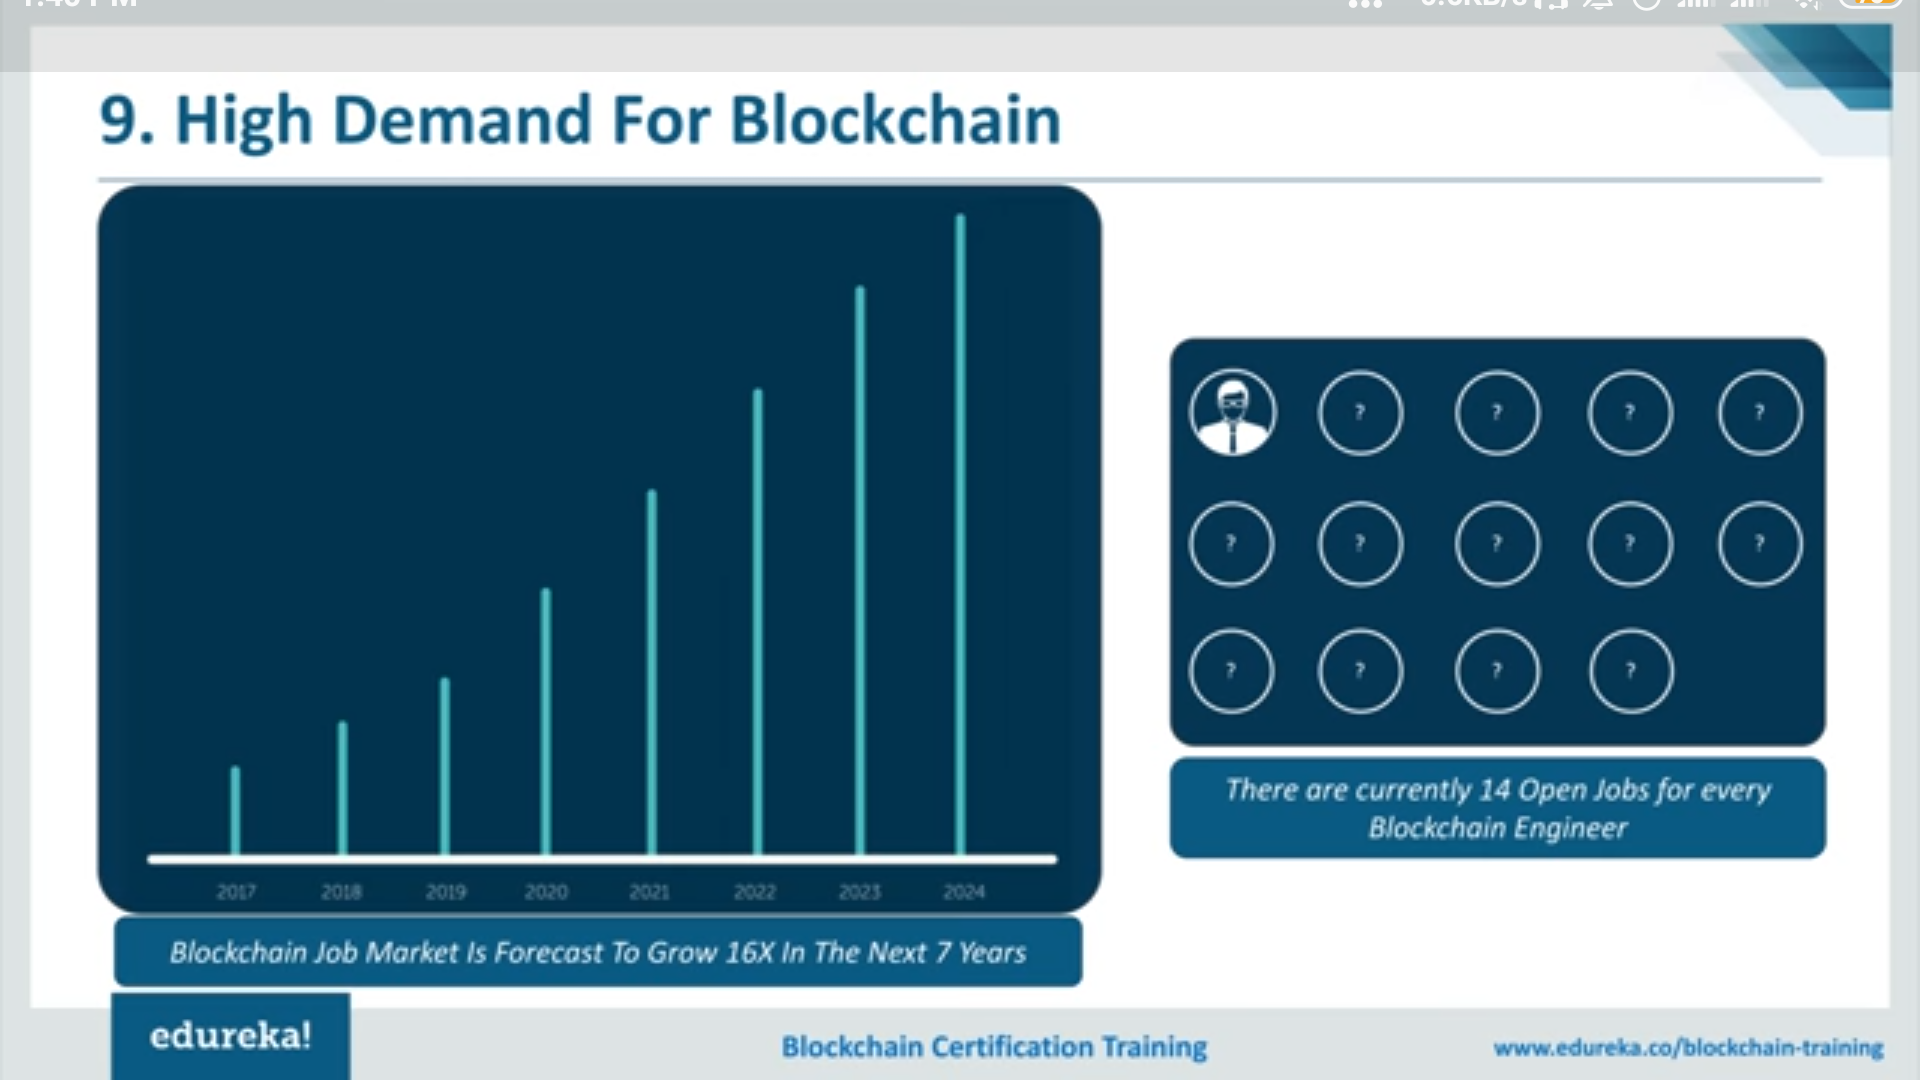 9. High Demand For Blockchain
?
?
?
?
?
?
?
?
?
?
?
?
?
There are currently 14 Open Jobs for every
Blockchain Engineer
2017 2018 2019 2020 2021 2022 2023 2024
Blockchain Job Market Is Forecast To Grow 16X In The Next 7 Years
edureka!
Blockchain Certification Training
www.edureka.co/blockchain-training